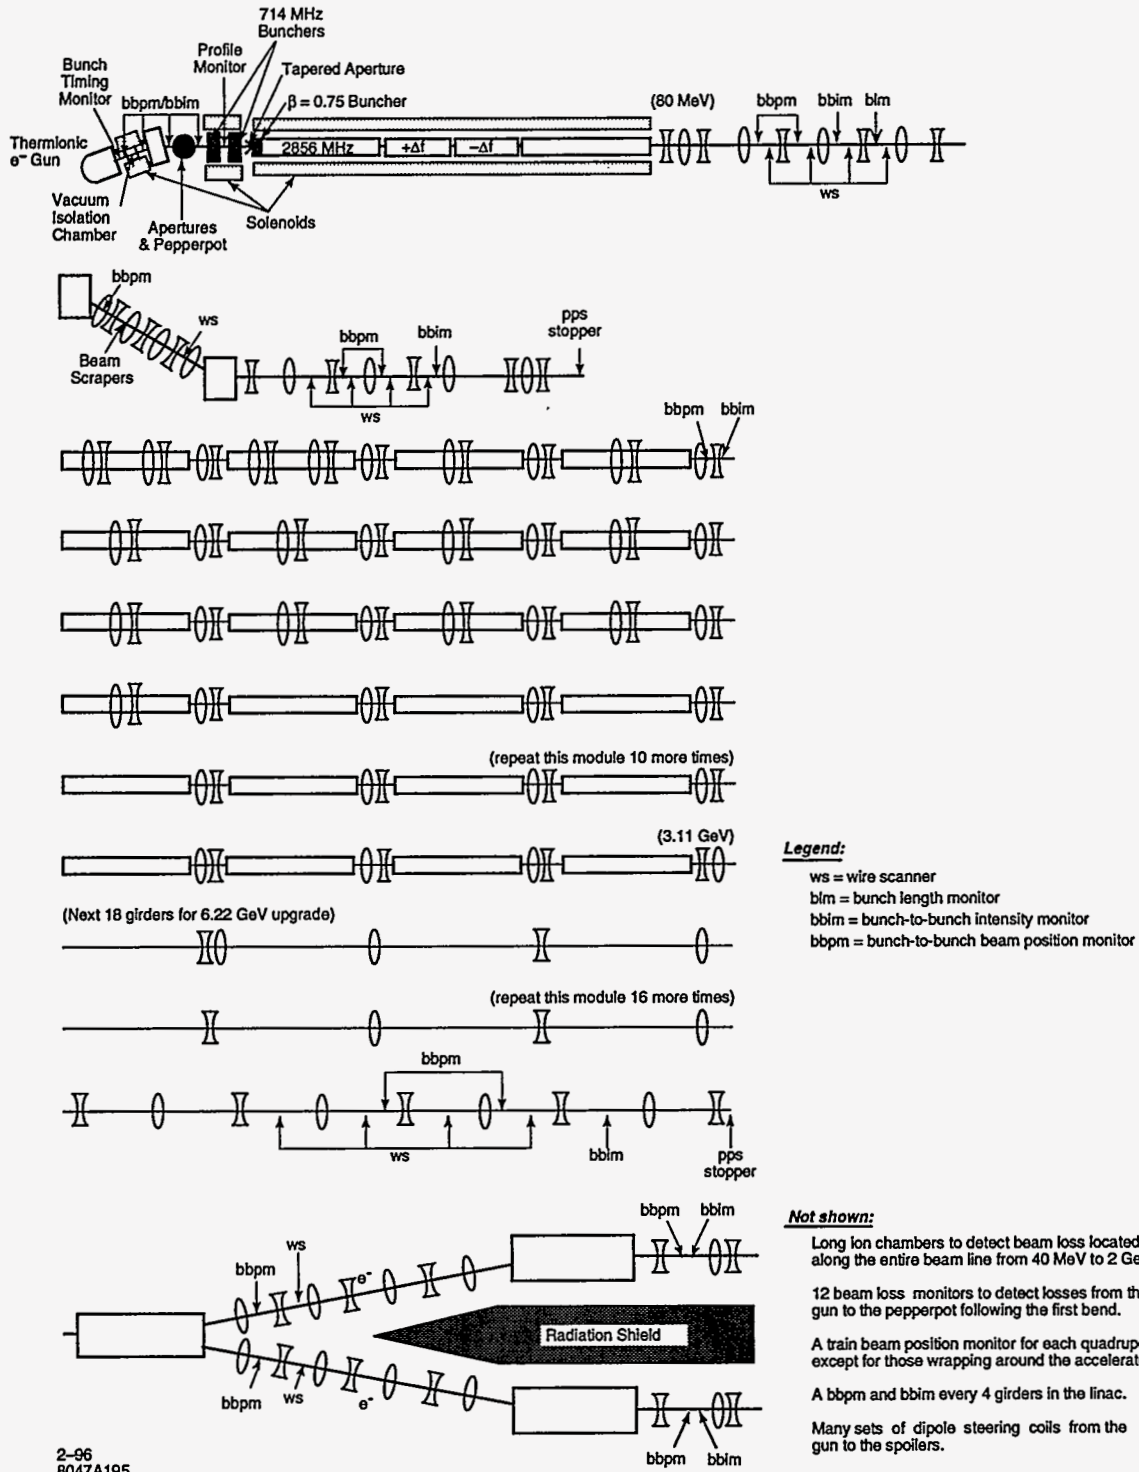 714 MHz
Bunchers
Profile
Monitor
Bunch
Timing
Monitor
bbpm/bbim
Tapered Aperture
β = 0.75 Buncher
(80 MeV)
bbpm
bbim
blm
Thermionic
e⁻ Gun
2856 MHz
+Δf
−Δf
ws
Vacuum
Isolation
Chamber
Apertures
& Pepperpot
Solenoids
bbpm
ws
Beam
Scrapers
bbpm
bbim
pps
stopper
ws
bbpm
bbim
(repeat this module 10 more times)
(3.11 GeV)
Legend:
ws = wire scanner
blm = bunch length monitor
bbim = bunch-to-bunch intensity monitor
bbpm = bunch-to-bunch beam position monitor
(Next 18 girders for 6.22 GeV upgrade)
(repeat this module 16 more times)
bbpm
ws
bbim
pps
stopper
bbpm
bbim
ws
bbpm
e⁻
Radiation Shield
bbpm
ws
e⁻
bbpm
bbim
Not shown:
Long ion chambers to detect beam loss located
along the entire beam line from 40 MeV to 2 Ge
12 beam loss monitors to detect losses from th
gun to the pepperpot following the first bend.
A train beam position monitor for each quadrup
except for those wrapping around the accelerat
A bbpm and bbim every 4 girders in the linac.
Many sets of dipole steering coils from the
gun to the spoilers.
2–96
8047A195